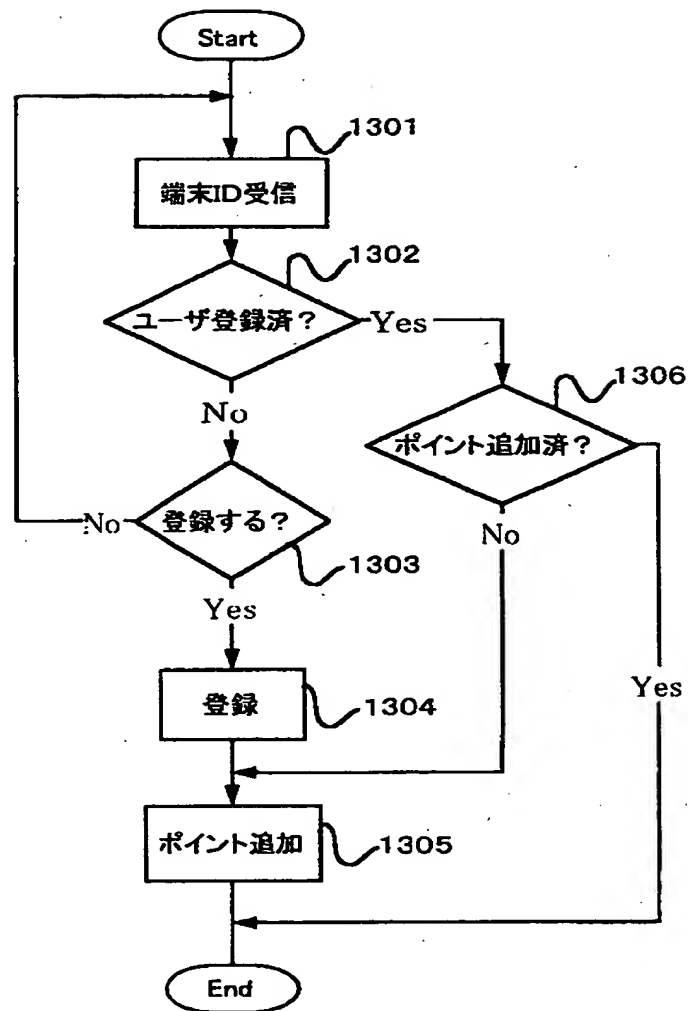 Start
1301
端末ID受信
1302
ユーザ登録済？
Yes
1306
ポイント追加済？
No
No
登録する？
1303
No
Yes
登録
1304
Yes
ポイント追加
1305
End